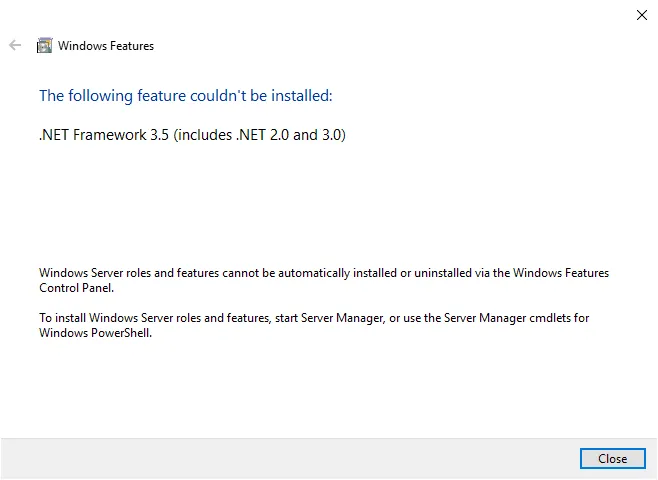 Windows Features
The following feature couldn't be installed:
.NET Framework 3.5 (includes .NET 2.0 and 3.0)
Windows Server roles and features cannot be automatically installed or uninstalled via the Windows Features
Control Panel.
To install Windows Server roles and features, start Server Manager, or use the Server Manager cmdlets for
Windows PowerShell.
Close